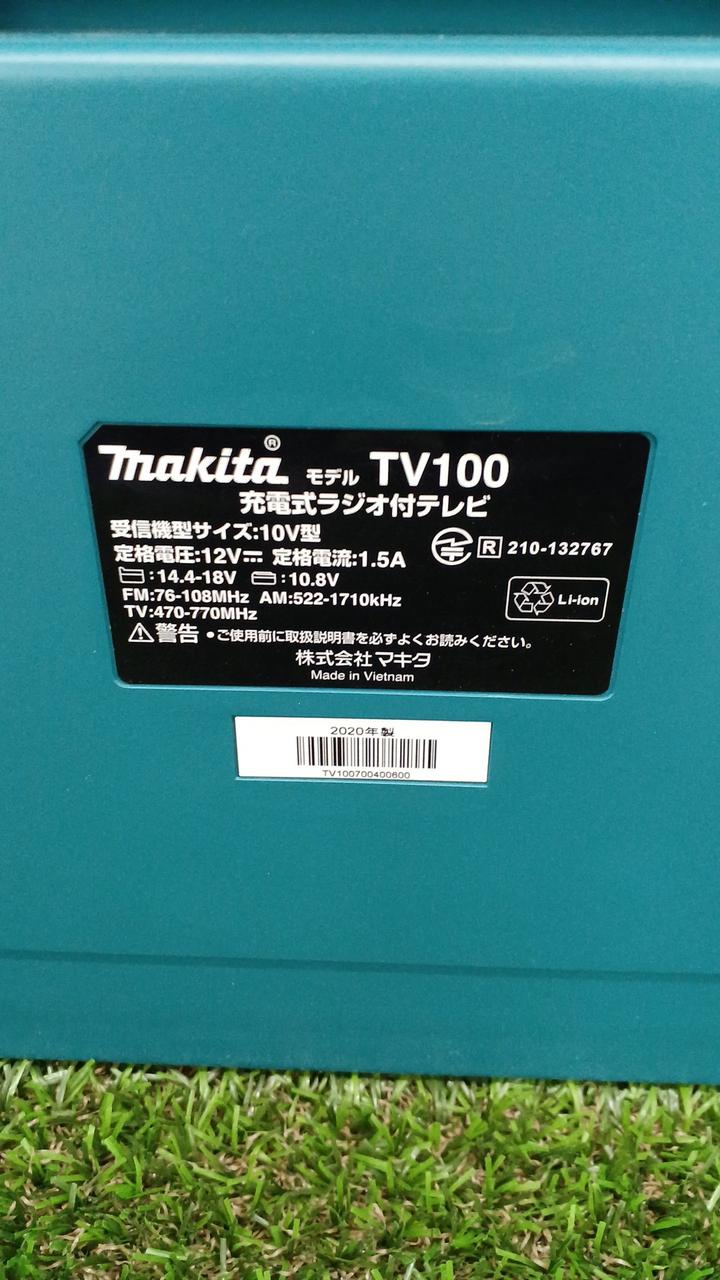 makita® モデル TV100
充電式ラジオ付テレビ
受信機型サイズ:10V型
定格電圧:12V⎓ 定格電流:1.5A
R 210-132767
:14.4-18V :10.8V
Li-ion
FM:76-108MHz AM:522-1710kHz
TV:470-770MHz
⚠警告 ●ご使用前に取扱説明書を必ずよくお読みください。
株式会社マキタ
Made in Vietnam
2020年製
TV100700400600